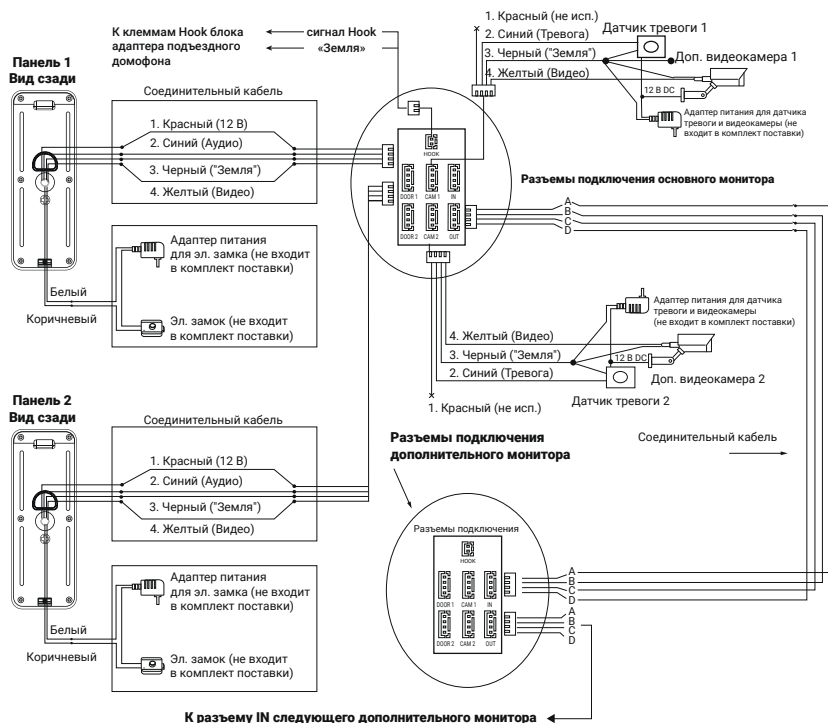 К клеммам Hook блока
адаптера подъездного
домофона
сигнал Hook
«Земля»
1. Красный (не исп.)
2. Синий (Тревога)
3. Черный ("Земля")
4. Желтый (Видео)
Датчик тревоги 1
Доп. видеокамера 1
12 В DC
Адаптер питания для датчика
тревоги и видеокамеры (не
входит в комплект поставки)
Панель 1
Вид сзади
Соединительный кабель
1. Красный (12 В)
2. Синий (Аудио)
3. Черный ("Земля")
4. Желтый (Видео)
Адаптер питания
для эл. замка (не входит
в комплект поставки)
Белый
Коричневый
Эл. замок (не входит
в комплект поставки)
HOOK
DOOR 1 CAM 1 IN
DOOR 2 CAM 2 OUT
Разъемы подключения основного монитора
A
B
C
D
Адаптер питания для датчика
тревоги и видеокамеры
(не входит в комплект поставки)
4. Желтый (Видео)
3. Черный ("Земля")
2. Синий (Тревога)
1. Красный (не исп.)
12 В DC
Доп. видеокамера 2
Датчик тревоги 2
Панель 2
Вид сзади
Соединительный кабель
1. Красный (12 В)
2. Синий (Аудио)
3. Черный ("Земля")
4. Желтый (Видео)
Адаптер питания
для эл. замка (не входит
в комплект поставки)
Белый
Коричневый
Эл. замок (не входит
в комплект поставки)
Разъемы подключения
дополнительного монитора
Соединительный кабель
Разъемы подключения
HOOK
DOOR 1 CAM 1 IN
DOOR 2 CAM 2 OUT
A
B
C
D
A
B
C
D
К разъему IN следующего дополнительного монитора